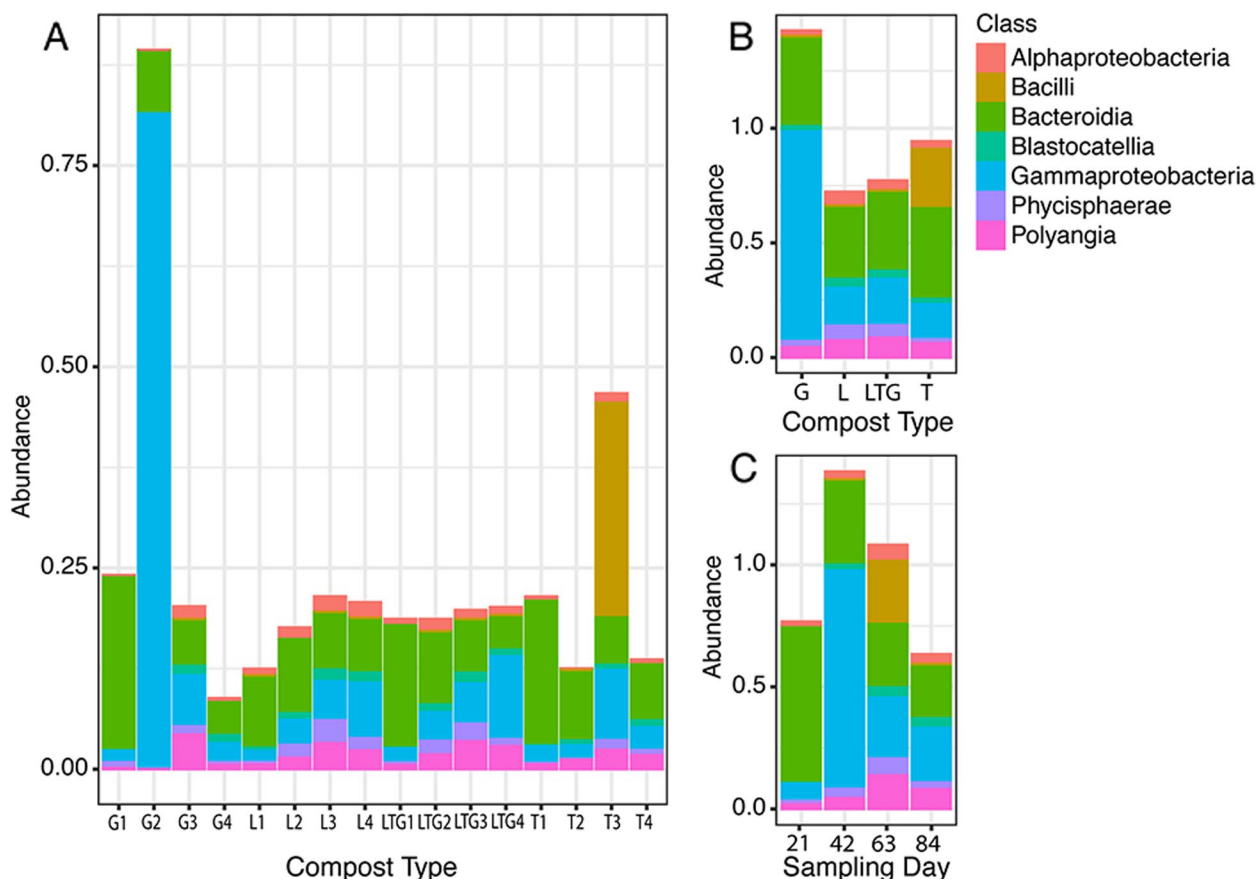 A
Abundance
0.75
0.50
0.25
0.00
G1 G2 G3 G4 L1 L2 L3 L4 LTG1 LTG2 LTG3 LTG4 T1 T2 T3 T4
Compost Type
B
Abundance
1.0
0.5
0.0
G L LTG T
Compost Type
Class
Alphaproteobacteria
Bacilli
Bacteroidia
Blastocatellia
Gammaproteobacteria
Phycisphaerae
Polyangia
C
Abundance
1.0
0.5
0.0
21 42 63 84
Sampling Day